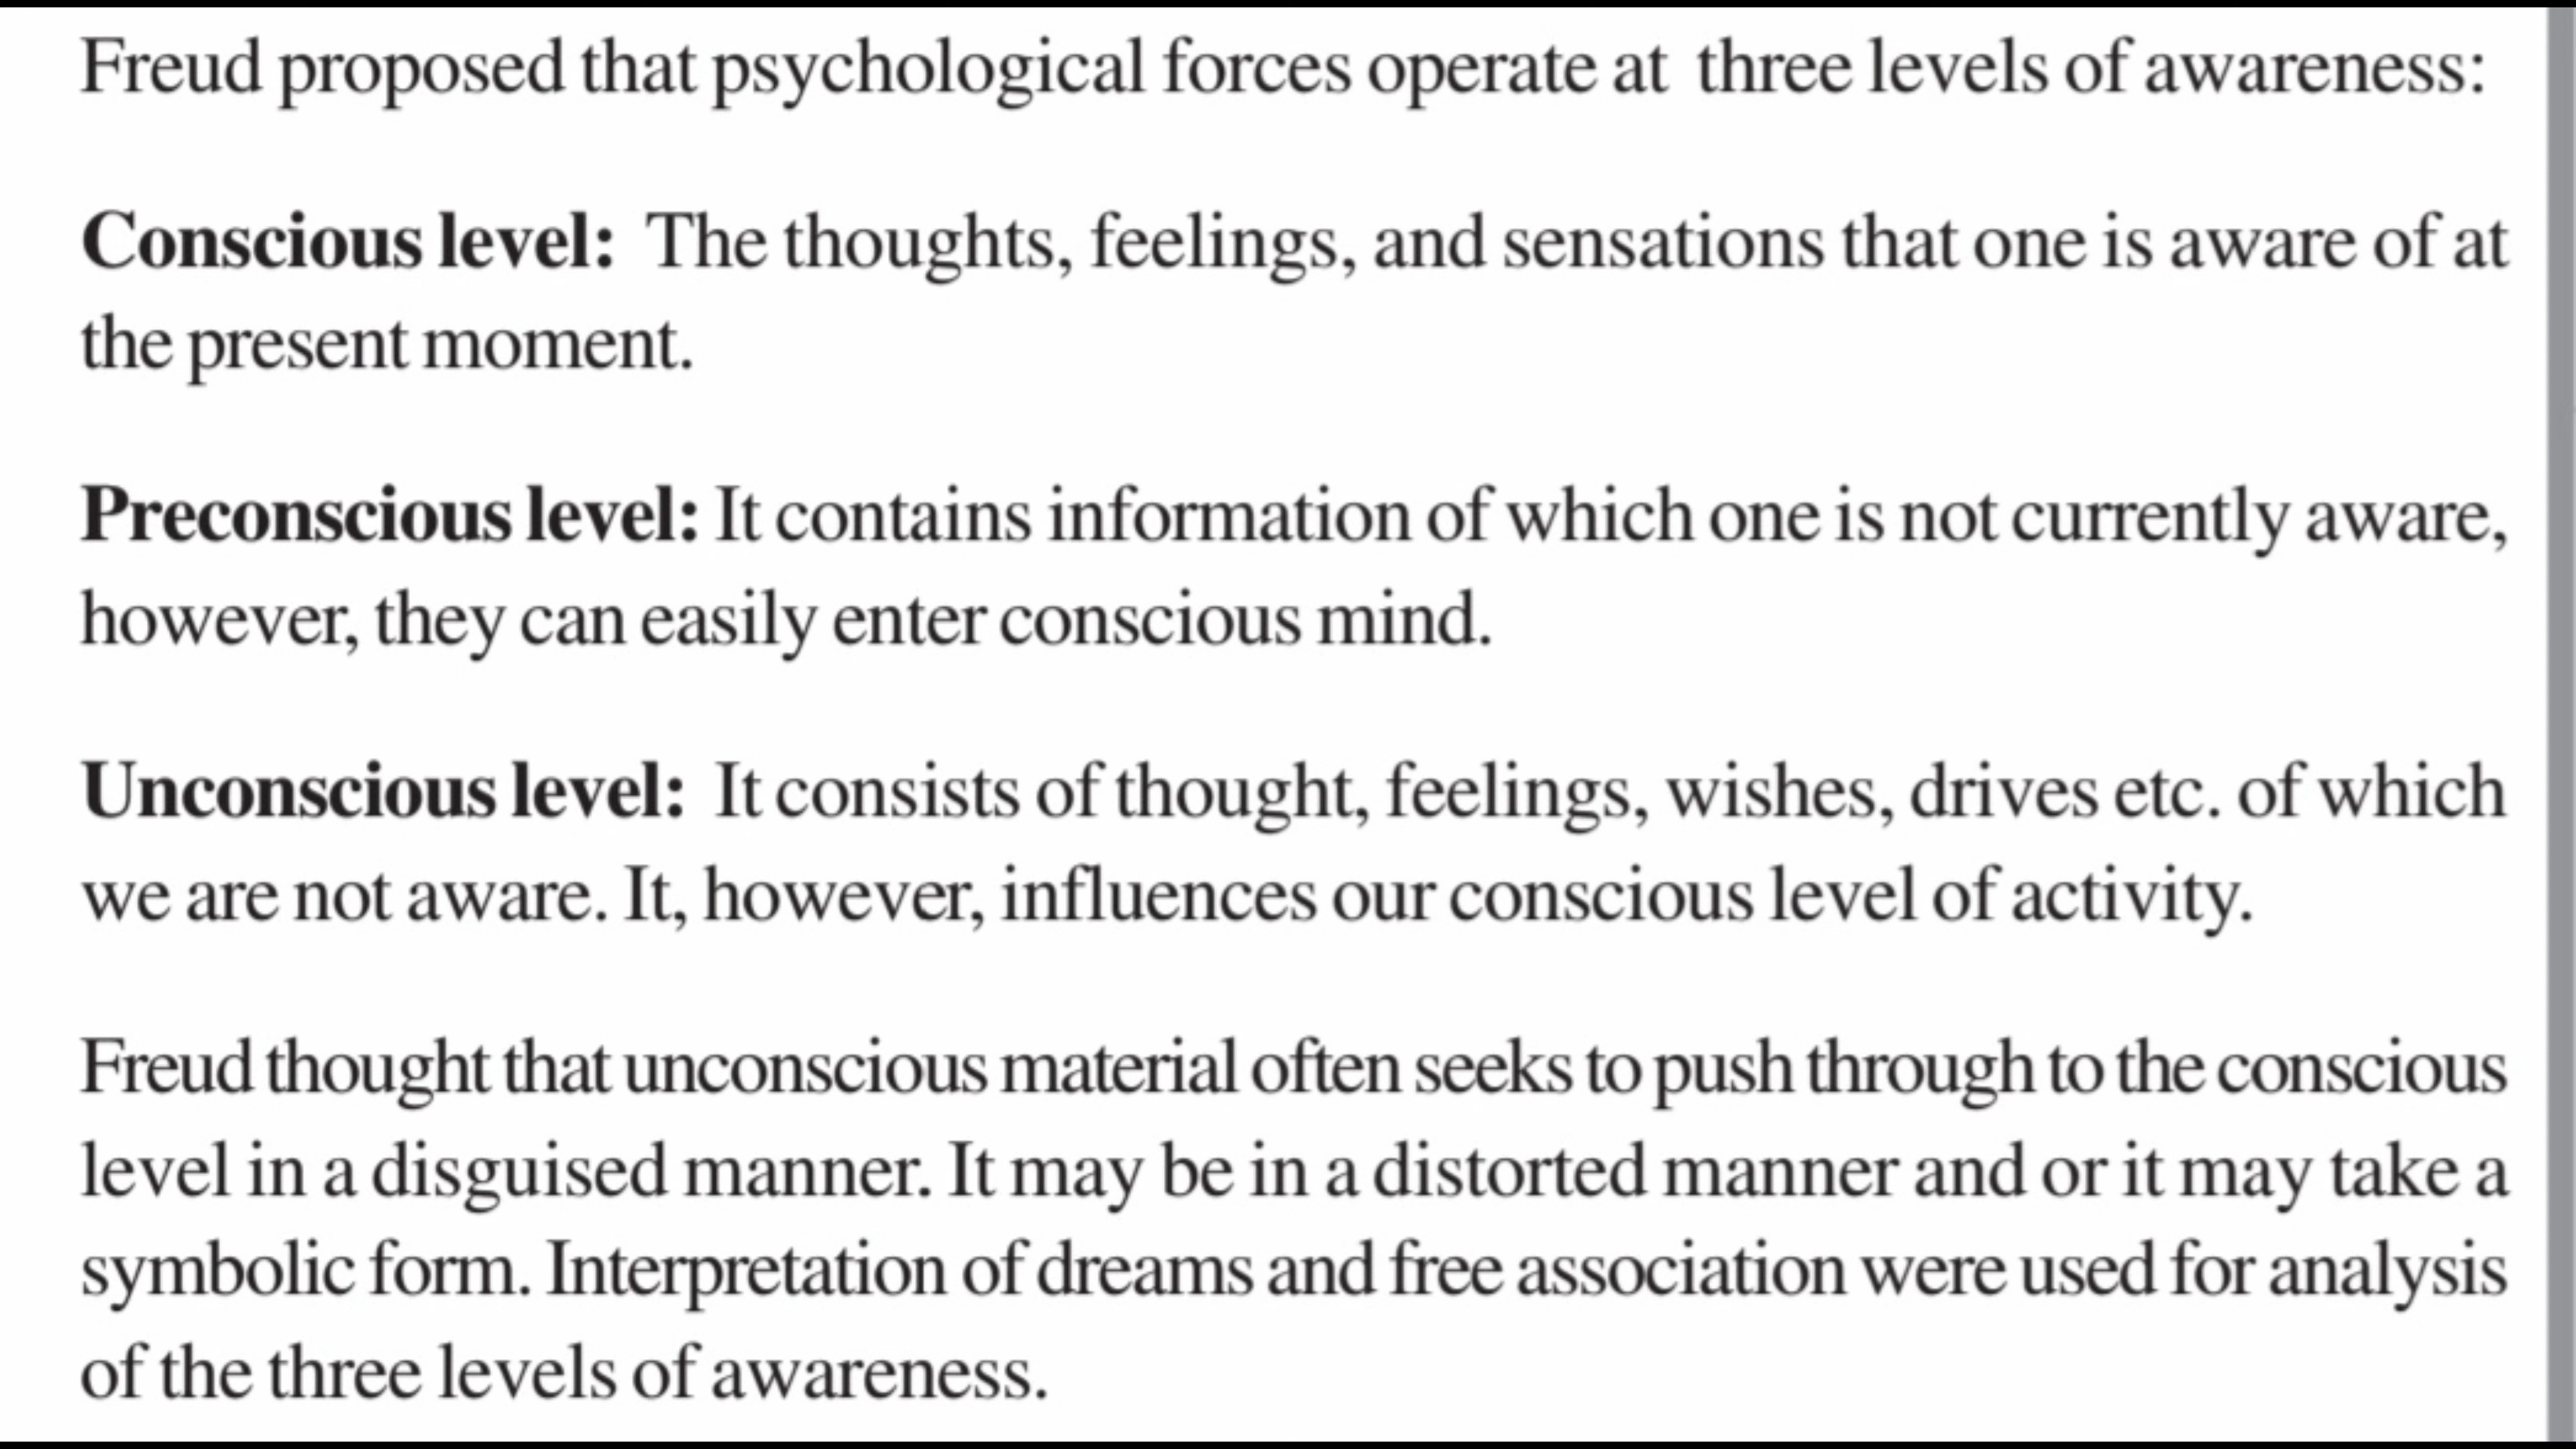 Freud proposed that psychological forces operate at three levels of awareness:
Conscious level: The thoughts, feelings, and sensations that one is aware of at
the present moment.
Preconscious level: It contains information of which one is not currently aware,
however, they can easily enter conscious mind.
Unconscious level: It consists of thought, feelings, wishes, drives etc. of which
we are not aware. It, however, influences our conscious level of activity.
Freud thought that unconscious material often seeks to push through to the conscious
level in a disguised manner. It may be in a distorted manner and or it may take a
symbolic form. Interpretation of dreams and free association were used for analysis
of the three levels of awareness.